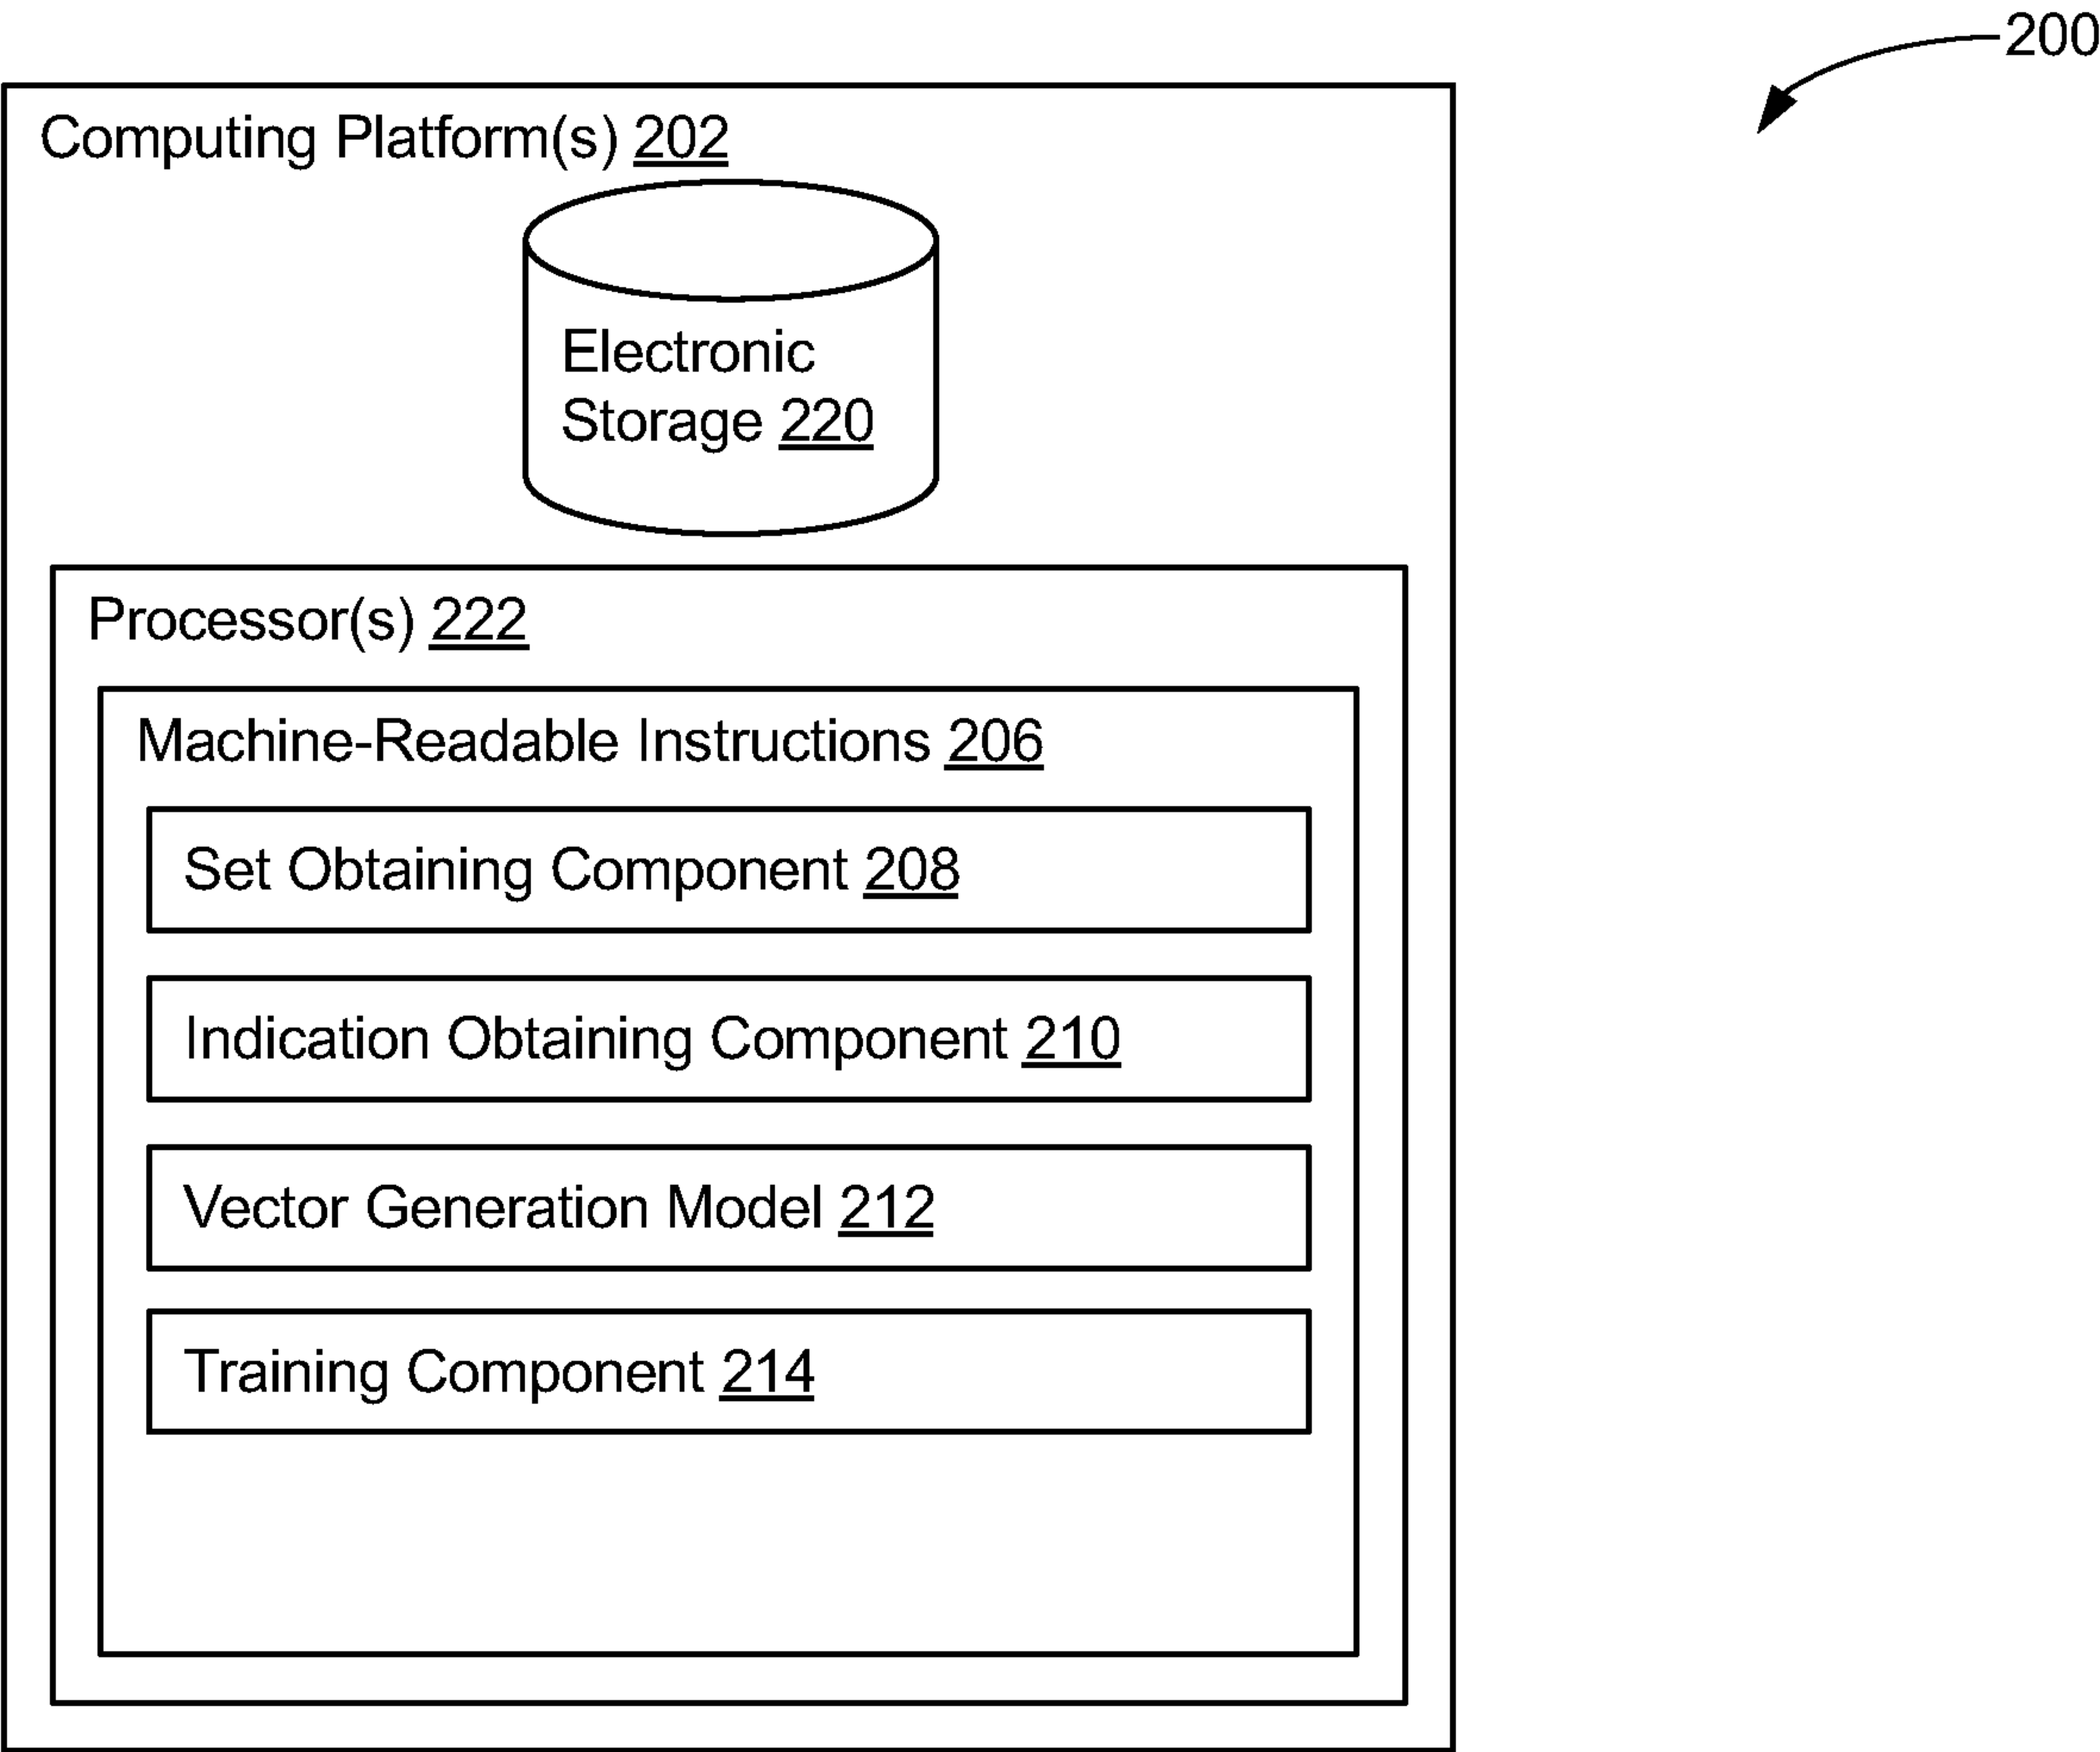 200
Computing Platform(s) 202
Electronic
Storage 220
Processor(s) 222
Machine-Readable Instructions 206
Set Obtaining Component 208
Indication Obtaining Component 210
Vector Generation Model 212
Training Component 214